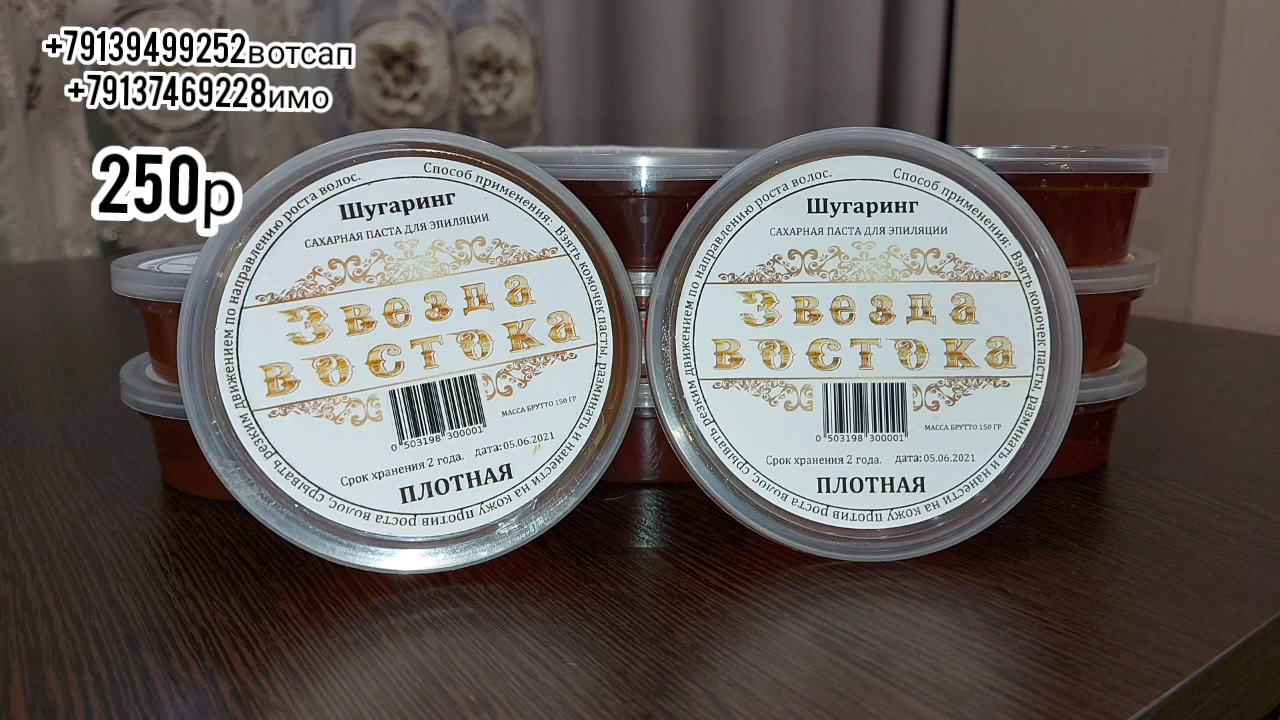 +79139499252вотсап
+79137469228имо
250р
Способ применения: Взять комочек пасты, разминать и нанести на кожу против роста волос, срывать резким движением по направлению роста волос.
Шугаринг
САХАРНАЯ ПАСТА ДЛЯ ЭПИЛЯЦИИ
Звезда
востока
0 503198 300001
МАССА БРУТТО 150 ГР
Срок хранения 2 года. дата:05.06.2021
ПЛОТНАЯ
Способ применения: Взять комочек пасты, разминать и нанести на кожу против роста волос, срывать резким движением по направлению роста волос.
Шугаринг
САХАРНАЯ ПАСТА ДЛЯ ЭПИЛЯЦИИ
Звезда
востока
0 503198 300001
МАССА БРУТТО 150 ГР
Срок хранения 2 года. дата:05.06.2021
ПЛОТНАЯ